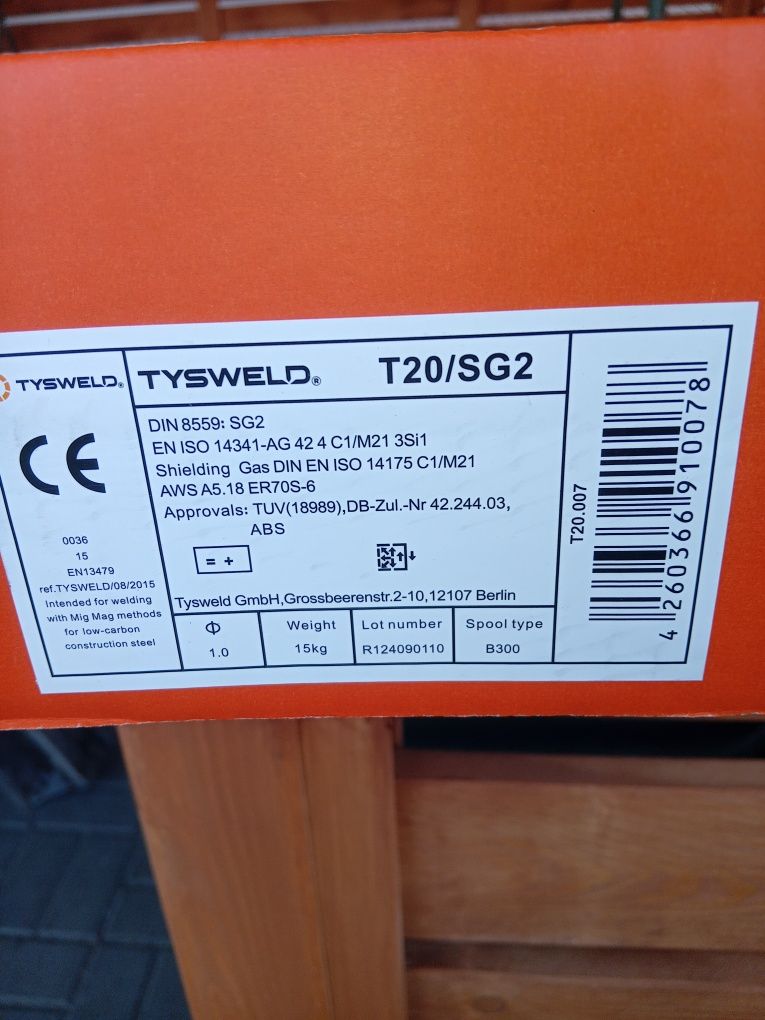 TYSWELD®
0036
15
EN13479
ref.TYSWELD/08/2015
Intended for welding
with Mig Mag methods
for low-carbon
construction steel
TYSWELD® T20/SG2
DIN 8559: SG2
EN ISO 14341-AG 42 4 C1/M21 3Si1
Shielding Gas DIN EN ISO 14175 C1/M21
AWS A5.18 ER70S-6
Approvals: TUV(18989),DB-Zul.-Nr 42.244.03,
ABS
= +
Tysweld GmbH,Grossbeerenstr.2-10,12107 Berlin
Φ Weight Lot number Spool type
1.0 15kg R124090110 B300
T20.007
4 260366 910078